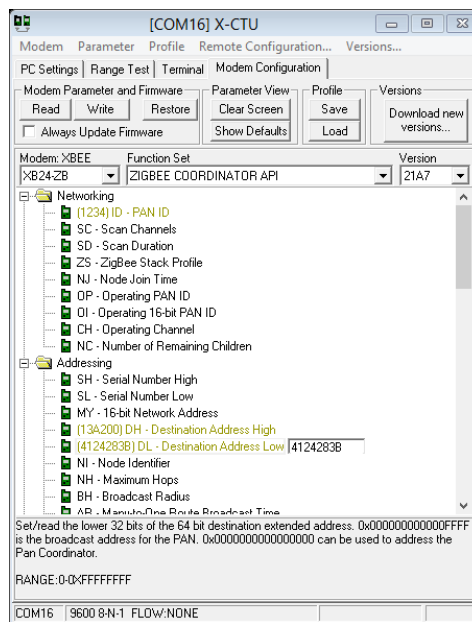 [COM16] X-CTU
Modem Parameter Profile Remote Configuration... Versions...
PC Settings Range Test Terminal Modem Configuration
Modem Parameter and Firmware Parameter View Profile Versions
Read Write Restore Clear Screen Save Download new versions...
Always Update Firmware Show Defaults Load
Modem: XBEE Function Set Version
XB24-ZB ZIGBEE COORDINATOR API 21A7
Networking
(1234) ID - PAN ID
SC - Scan Channels
SD - Scan Duration
ZS - ZigBee Stack Profile
NJ - Node Join Time
OP - Operating PAN ID
OI - Operating 16-bit PAN ID
CH - Operating Channel
NC - Number of Remaining Children
Addressing
SH - Serial Number High
SL - Serial Number Low
MY - 16-bit Network Address
(13A200) DH - Destination Address High
(4124283B) DL - Destination Address Low 4124283B
NI - Node Identifier
NH - Maximum Hops
BH - Broadcast Radius
AR - Many-to-One Route Broadcast Time
Set/read the lower 32 bits of the 64 bit destination extended address. 0x000000000000FFFF
is the broadcast address for the PAN. 0x0000000000000000 can be used to address the
Pan Coordinator.
RANGE:0-0XFFFFFFFF
COM16 9600 8-N-1 FLOW:NONE